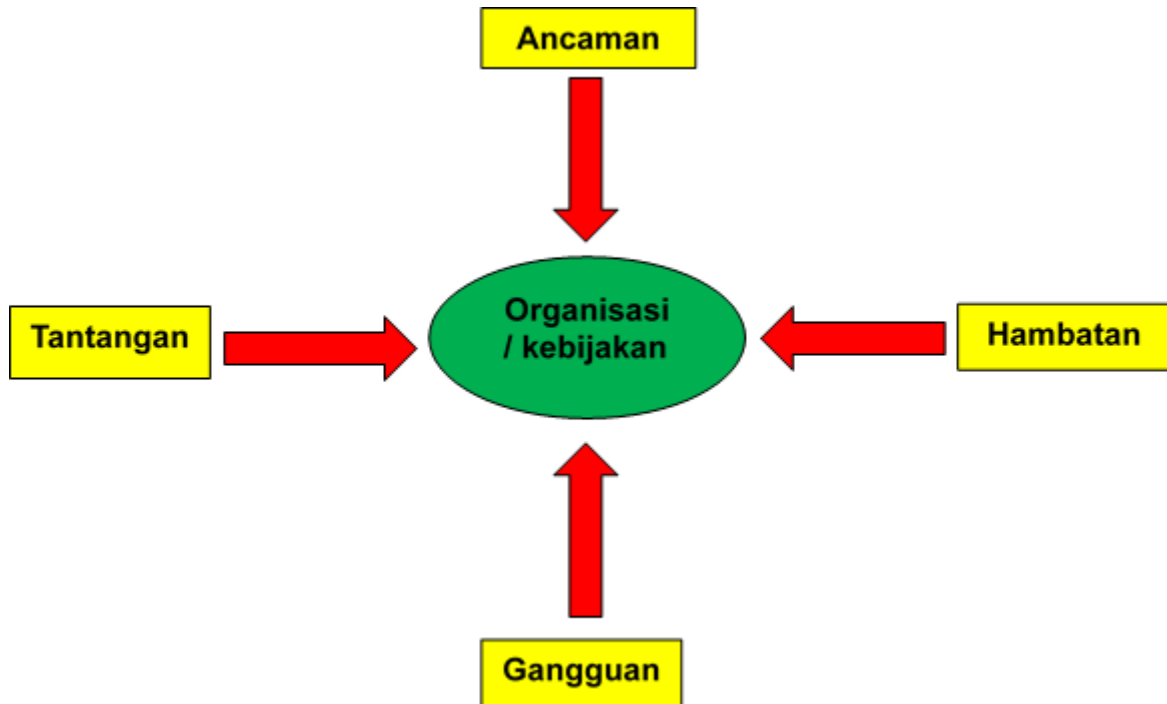 Ancaman
Organisasi
/ kebijakan
Tantangan
Hambatan
Gangguan